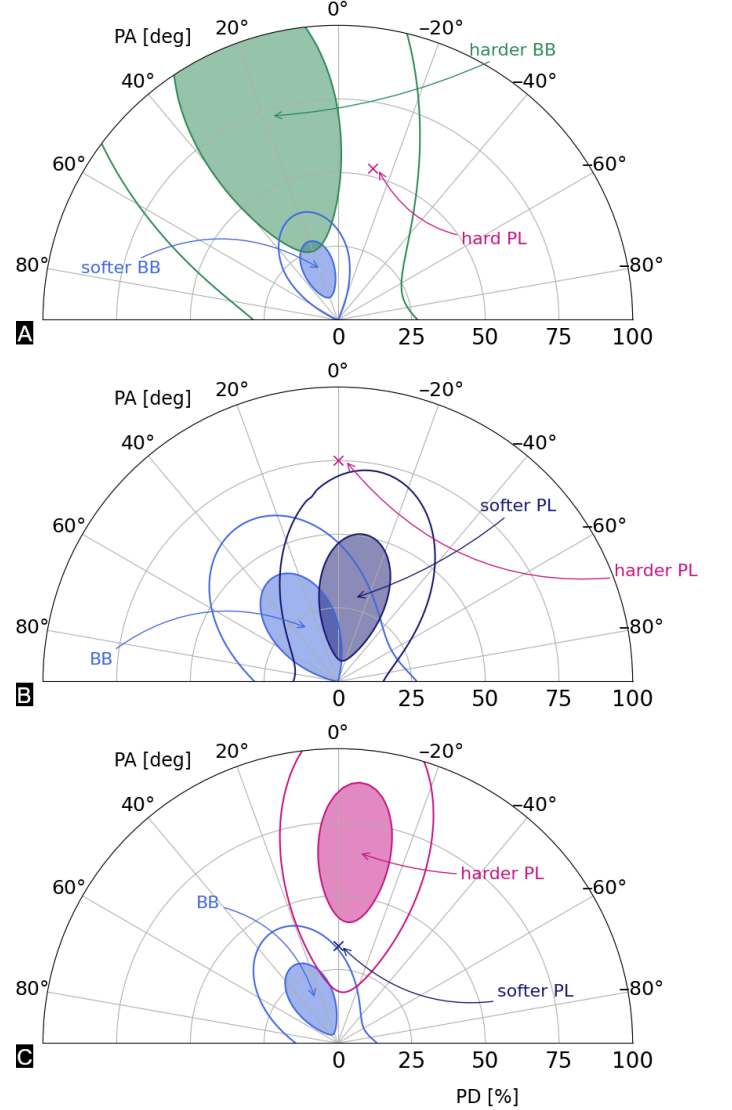 0°
PA [deg]
20°
–20°
harder BB
40°
–40°
60°
–60°
hard PL
80°
softer BB
–80°
A
0
25
50
75
100
0°
PA [deg]
20°
–20°
40°
–40°
softer PL
60°
–60°
harder PL
80°
–80°
BB
B
0
25
50
75
100
0°
PA [deg]
20°
–20°
40°
–40°
harder PL
60°
–60°
BB
80°
softer PL
–80°
C
0
25
50
75
100
PD [%]